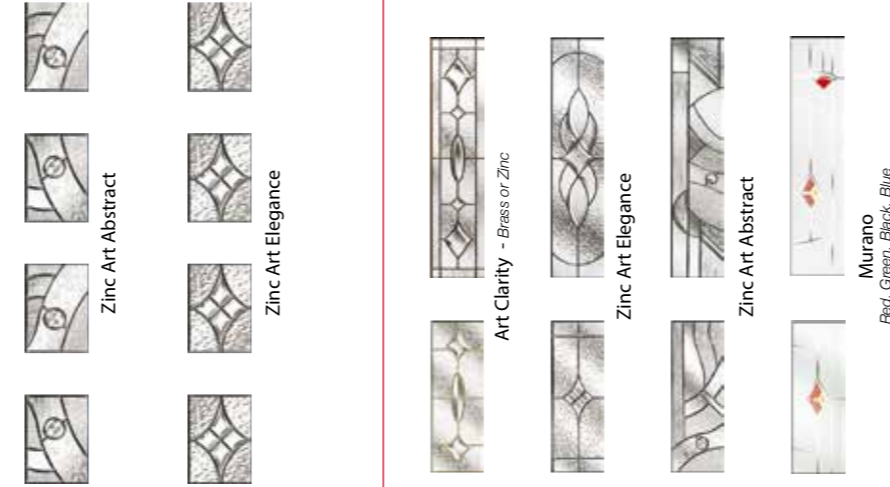 Zinc Art Abstract
Zinc Art Elegance
Art Clarity - Brass or Zinc
Zinc Art Elegance
Zinc Art Abstract
Murano
Red, Green, Black, Blue